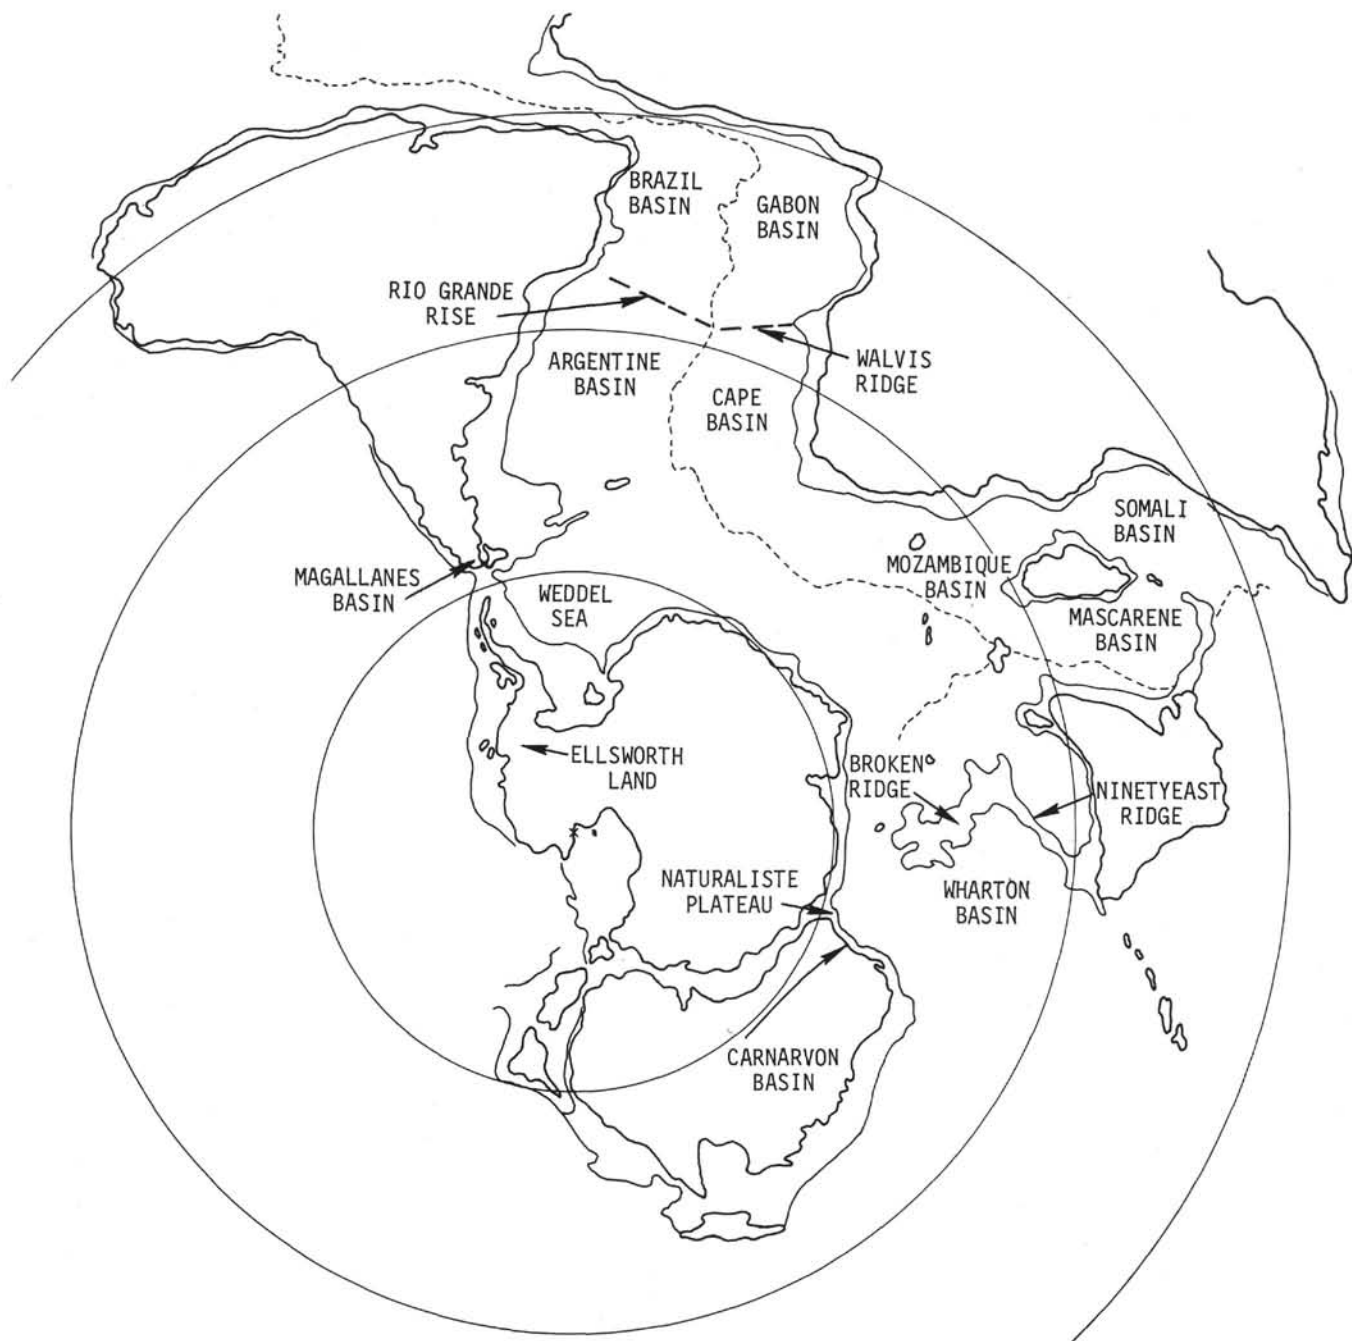 BRAZIL
BASIN
GABON
BASIN
RIO GRANDE
RISE
WALVIS
RIDGE
ARGENTINE
BASIN
CAPE
BASIN
SOMALI
BASIN
MOZAMBIQUE
BASIN
MAGALLANES
BASIN
WEDDEL
SEA
MASCARENE
BASIN
ELLSWORTH
LAND
BROKEN
RIDGE
NINETYEAST
RIDGE
NATURALISTE
PLATEAU
WHARTON
BASIN
CARNARVON
BASIN